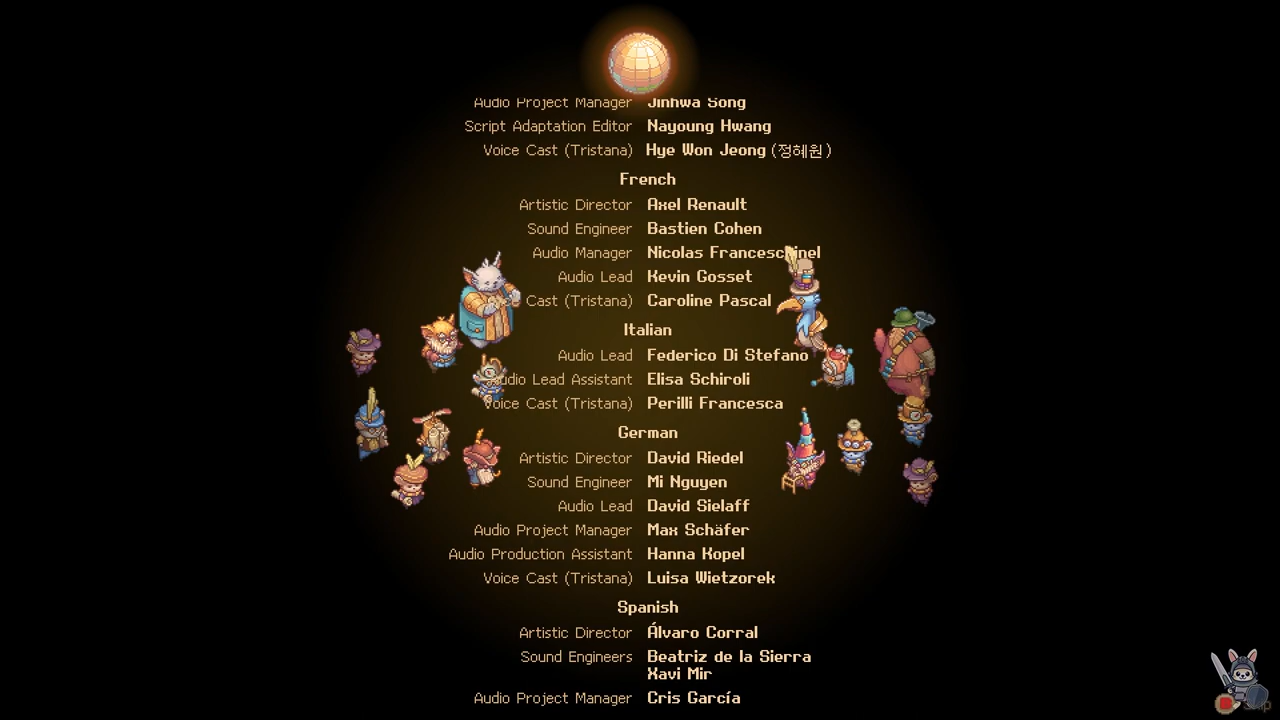 Audio Project Manager Jinhwa Song
Script Adaptation Editor Nayoung Hwang
Voice Cast (Tristana) Hye Won Jeong (정혜원)
French
Artistic Director Axel Renault
Sound Engineer Bastien Cohen
Audio Manager Nicolas
Audio Lead Kevin Gosset
Cast (Tristana) Caroline Pascal
Italian
Audio Lead Federico Di Stefano
Audio Lead Assistant Elisa Schiroli
Voice Cast (Tristana) Perilli Francesca
German
Artistic Director David Riedel
Sound Engineer Mi Nguyen
Audio Lead David Sielaff
Audio Project Manager Max Schäfer
Audio Production Assistant Hanna Kopel
Voice Cast (Tristana) Luisa Wietzorek
Spanish
Artistic Director Álvaro Corral
Sound Engineers Beatriz de la Sierra
Xavi Mir
Audio Project Manager Cris García